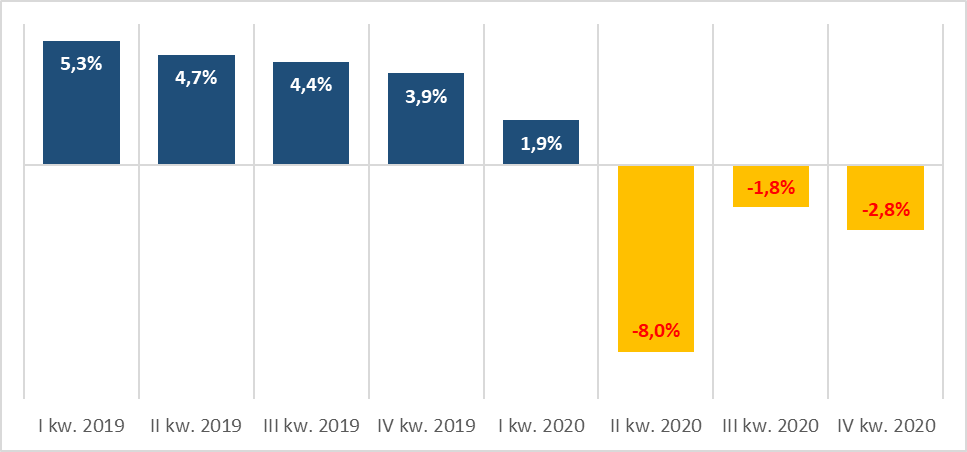 5,3%
4,7%
4,4%
3,9%
1,9%
-8,0%
-1,8%
-2,8%
I kw. 2019
II kw. 2019
III kw. 2019
IV kw. 2019
I kw. 2020
II kw. 2020
III kw. 2020
IV kw. 2020